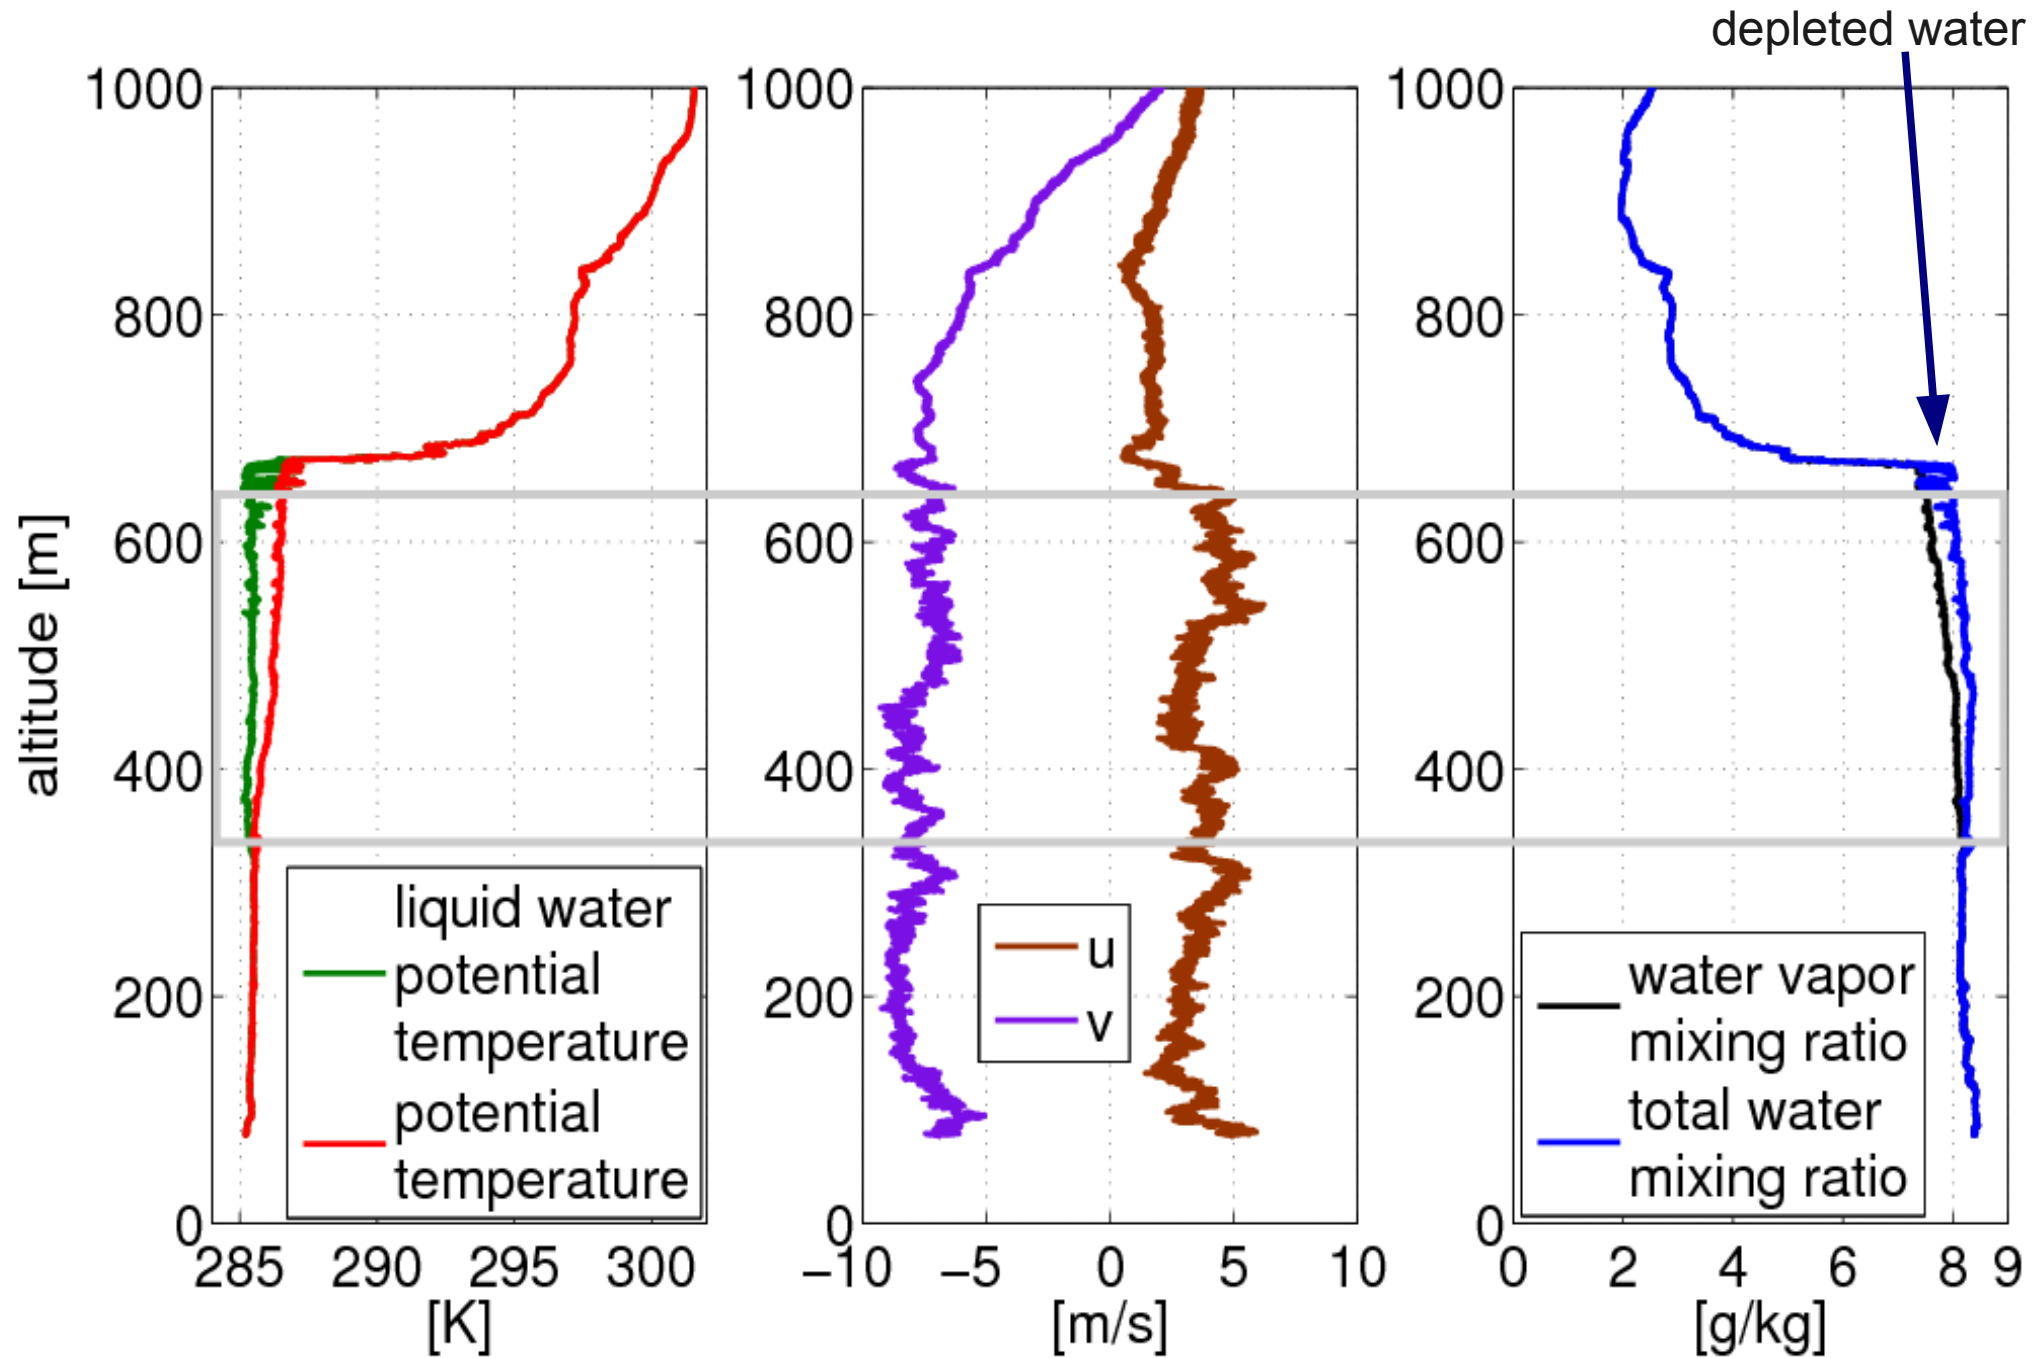 depleted water
1000
800
600
400
200
0
altitude [m]
285 290 295 300
[K]
liquid water
potential
temperature
potential
temperature
1000
800
600
400
200
0
−10 −5 0 5 10
[m/s]
u
v
1000
800
600
400
200
0
0 2 4 6 8 9
[g/kg]
water vapor
mixing ratio
total water
mixing ratio